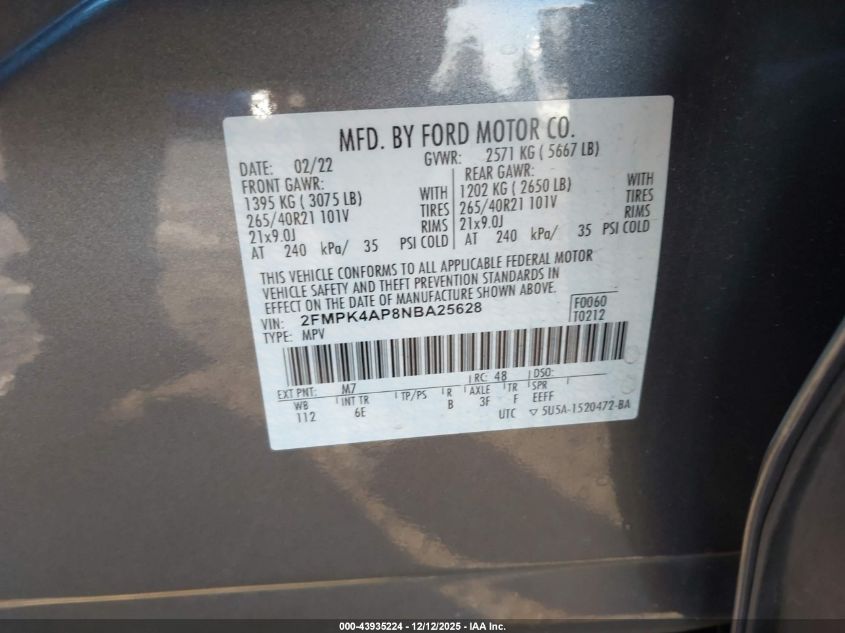 MFD. BY FORD MOTOR CO.
DATE: 02/22 GVWR: 2571 KG ( 5667 LB)
FRONT GAWR: REAR GAWR:
1395 KG ( 3075 LB) WITH 1202 KG ( 2650 LB) WITH
265/40R21 101V TIRES 265/40R21 101V TIRES
21x9.0J RIMS 21x9.0J RIMS
AT 240 kPa/ 35 PSI COLD AT 240 kPa/ 35 PSI COLD
THIS VEHICLE CONFORMS TO ALL APPLICABLE FEDERAL MOTOR
VEHICLE SAFETY AND THEFT PREVENTION STANDARDS IN
EFFECT ON THE DATE OF MANUFACTURE SHOWN ABOVE.
VIN: 2FMPK4AP8NBA25628 F0060
TYPE: MPV T0212
EXT PNT: M7 RC: 48 DSO:
WB INT TR TP/PS R AXLE TR SPR
112 6E B 3F F EEFF
UTC ▽ 5U5A-1520472-BA
000-43935224 - 12/12/2025 - IAA Inc.